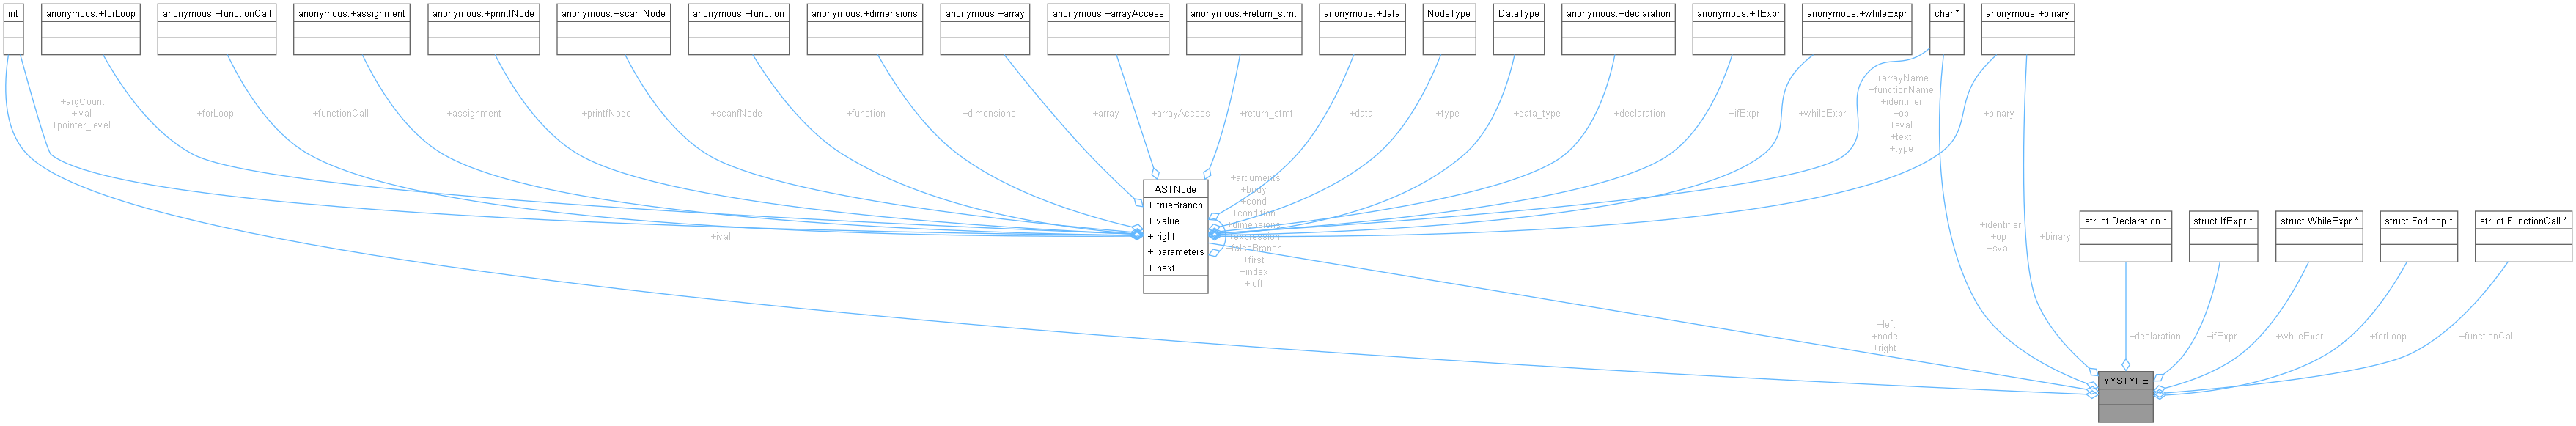 int
anonymous:+forLoop
anonymous:+functionCall
anonymous:+assignment
anonymous:+printfNode
anonymous:+scanfNode
anonymous:+function
anonymous:+dimensions
anonymous:+array
anonymous:+arrayAccess
anonymous:+return_stmt
anonymous:+data
NodeType
DataType
anonymous:+declaration
anonymous:+ifExpr
anonymous:+whileExpr
char *
anonymous:+binary
+argCount
+ival
+pointer_level
+forLoop
+functionCall
+assignment
+printfNode
+scanfNode
+function
+dimensions
+array
+arrayAccess
+return_stmt
+data
+type
+data_type
+declaration
+ifExpr
+whileExpr
+arrayName
+functionName
+identifier
+op
+sval
+text
+type
+binary
ASTNode
+ trueBranch
+ value
+ right
+ parameters
+ next
+arguments
+body
+cond
+condition
+dimensions
+expression
+falseBranch
+first
+index
+left
...
+ival
+identifier
+op
+sval
+binary
struct Declaration *
struct IfExpr *
struct WhileExpr *
struct ForLoop *
struct FunctionCall *
+left
+node
+right
+declaration
+ifExpr
+whileExpr
+forLoop
+functionCall
YYSTYPE